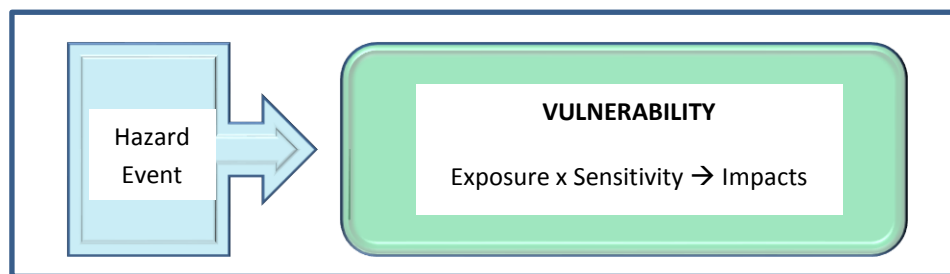 Hazard
Event
VULNERABILITY
Exposure x Sensitivity → Impacts